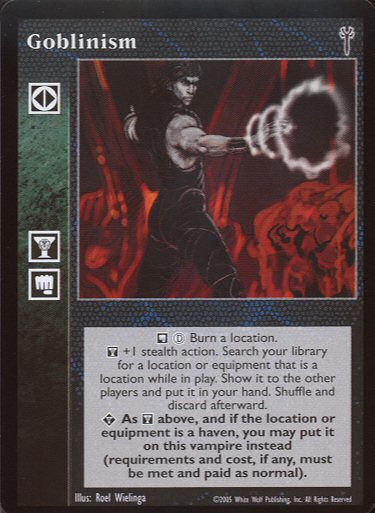 Goblinism
D Burn a location.
+1 stealth action. Search your library
for a location or equipment that is a
location while in play. Show it to the other
players and put it in your hand. Shuffle and
discard afterward.
As above, and if the location or
equipment is a haven, you may put it
on this vampire instead
(requirements and cost, if any, must
be met and paid as normal).
Illus: Roel Wielinga
©2005 White Wolf Publishing, Inc. All Rights Reserved